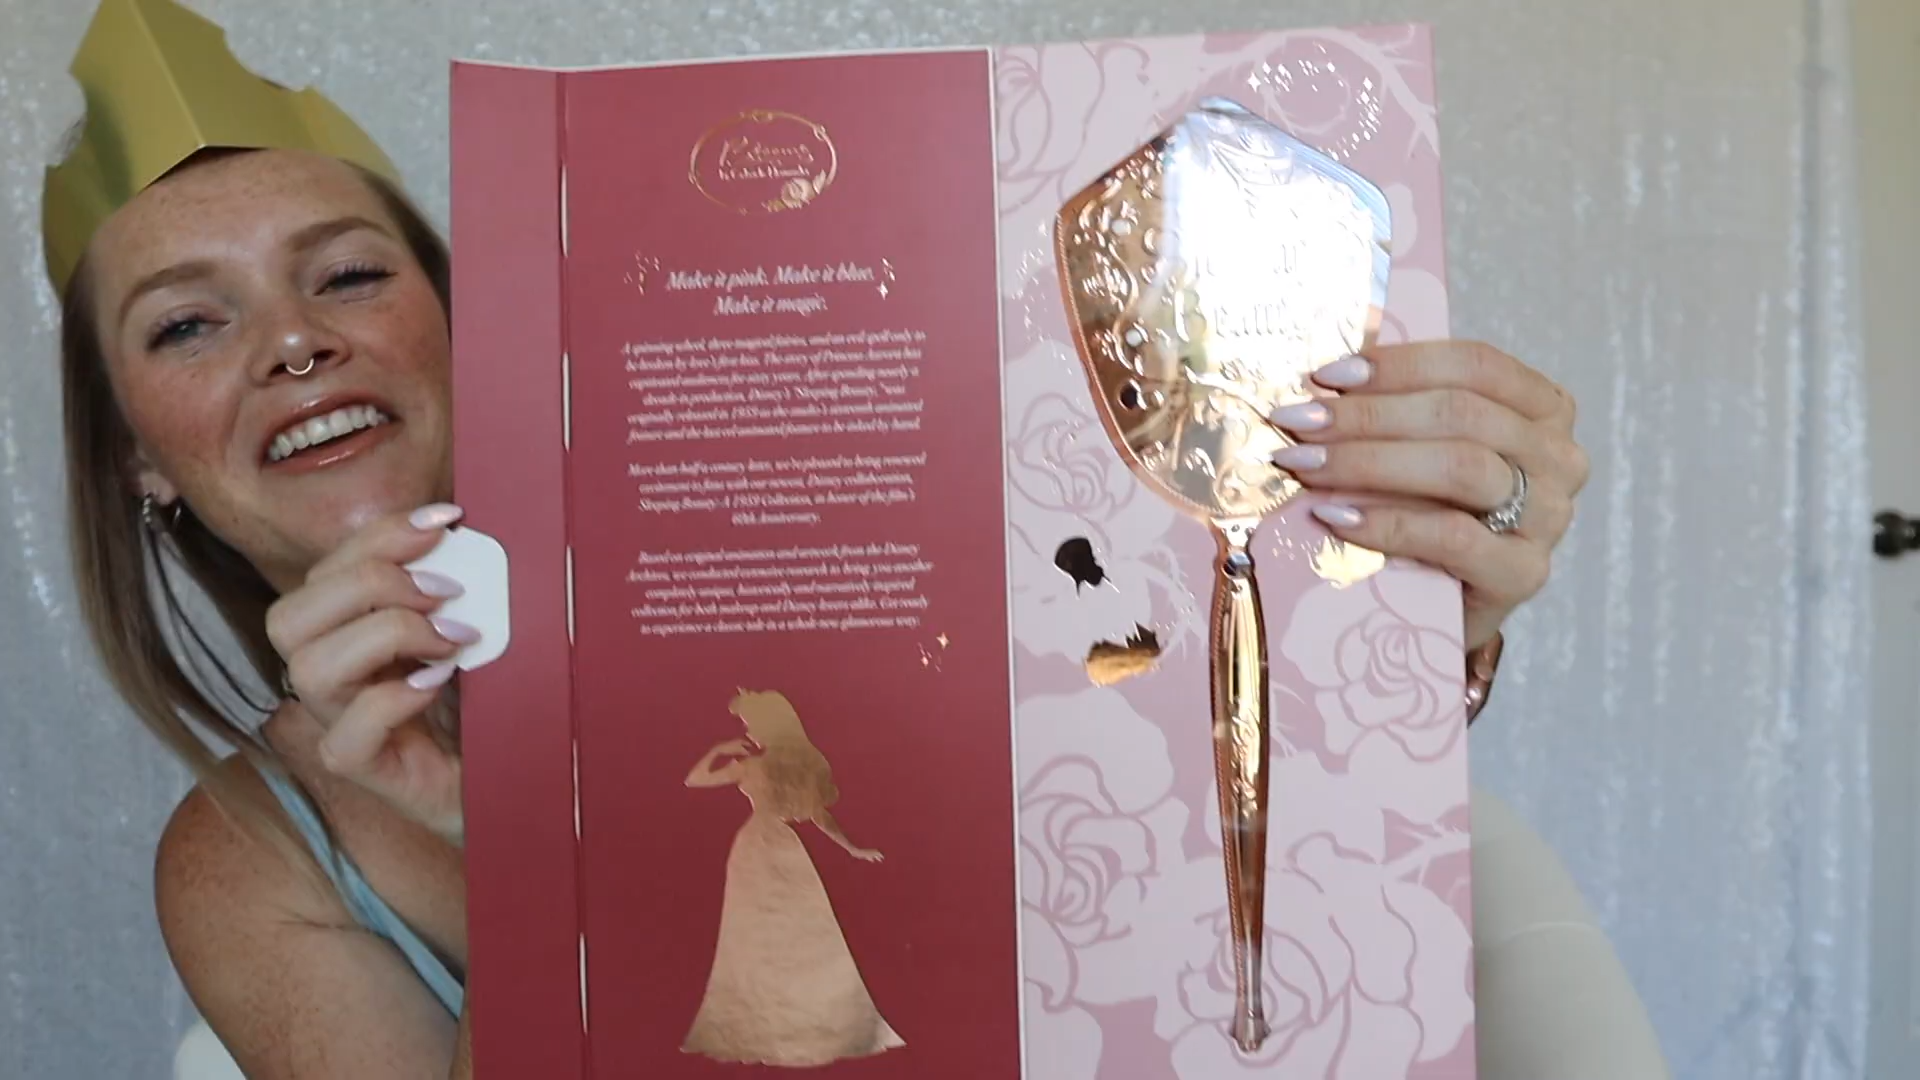 Bésame
Make it pink. Make it blue.
Make it magic.
A spinning wheel, three magical fairies, and an evil spell only to
be broken by love's first kiss. The story of Princess Aurora has
captivated audiences for sixty years. After spending nearly a
decade in production, Disney's "Sleeping Beauty," was
originally released in 1959 as the studio's sixteenth animated
feature and the last cel animated feature to be inked by hand.
More than half a century later, we're pleased to bring renewed
excitement to fans with our newest, Disney collaboration,
Sleeping Beauty: A 1959 Collection, in honor of the film's
60th Anniversary.
Based on original animation and artwork from the Disney
Archives, we conducted extensive research to bring you another
completely unique, historically and narratively inspired
collection for both makeup and Disney lovers alike. Get ready
to experience a classic tale in a whole new glamorous way.